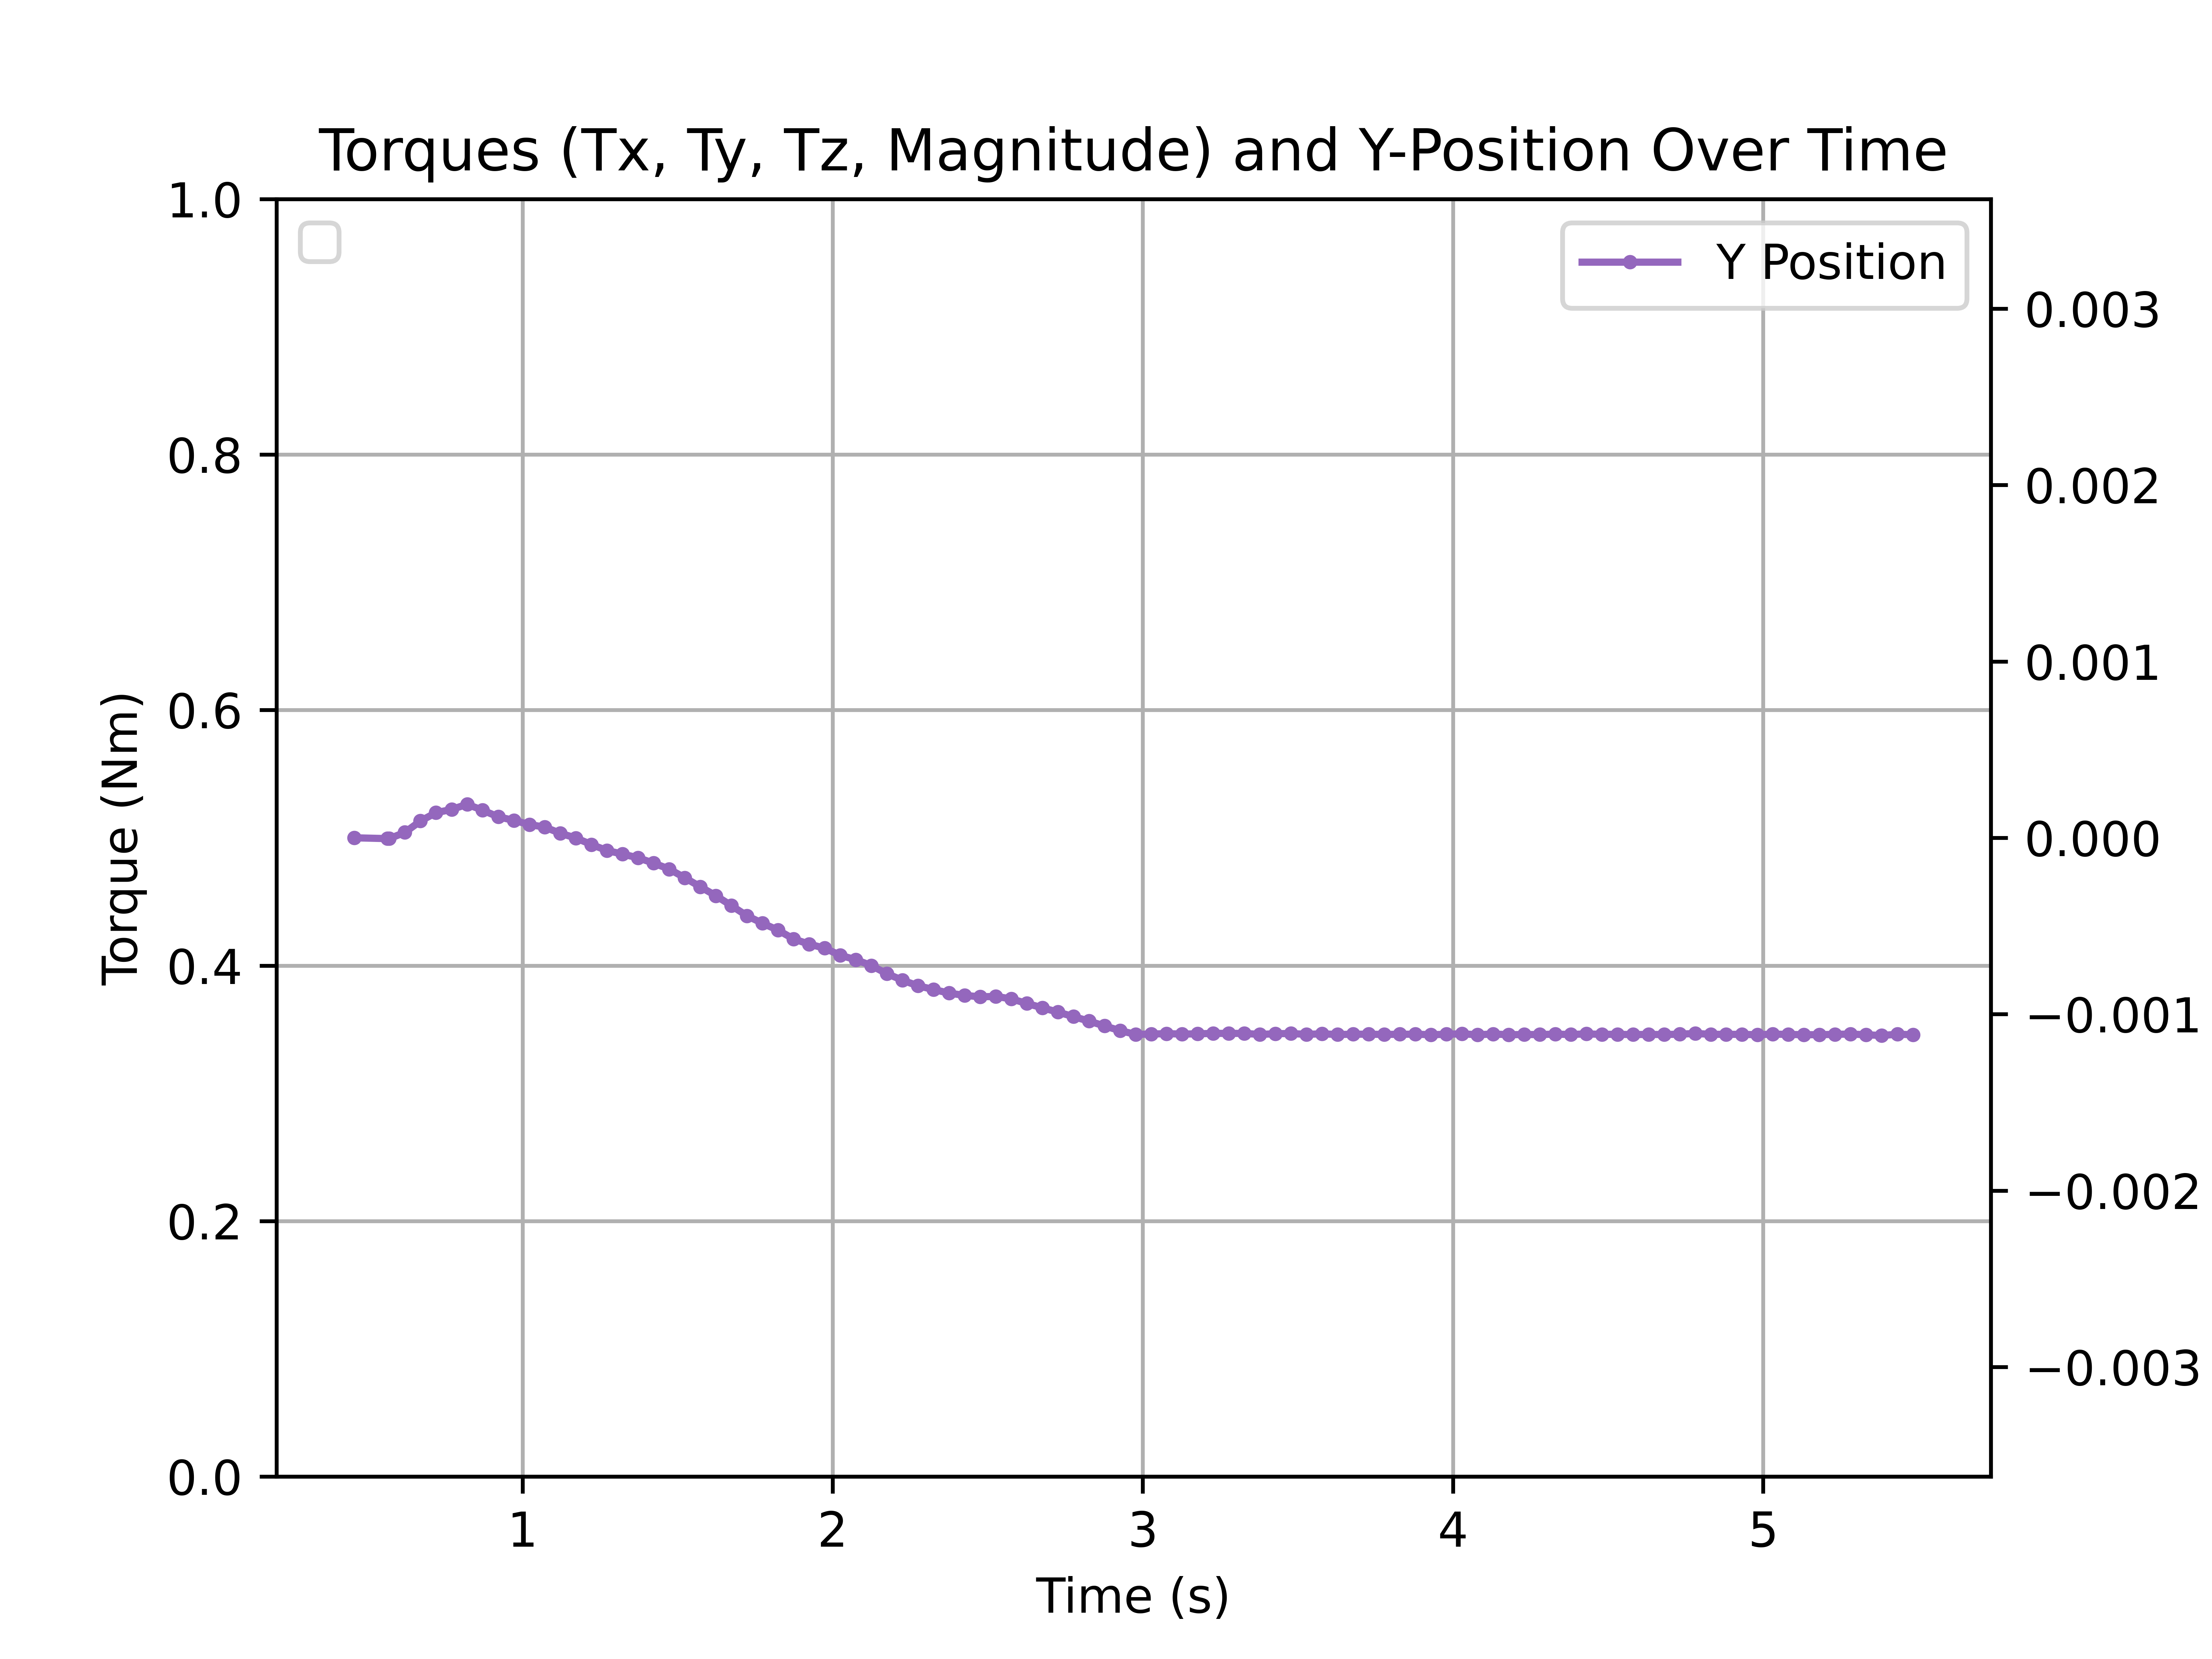 Torques (Tx, Ty, Tz, Magnitude) and Y-Position Over Time
Y Position
Torque (Nm)
1.0
0.8
0.6
0.4
0.2
0.0
0.003
0.002
0.001
0.000
−0.001
−0.002
−0.003
1 2 3 4 5
Time (s)